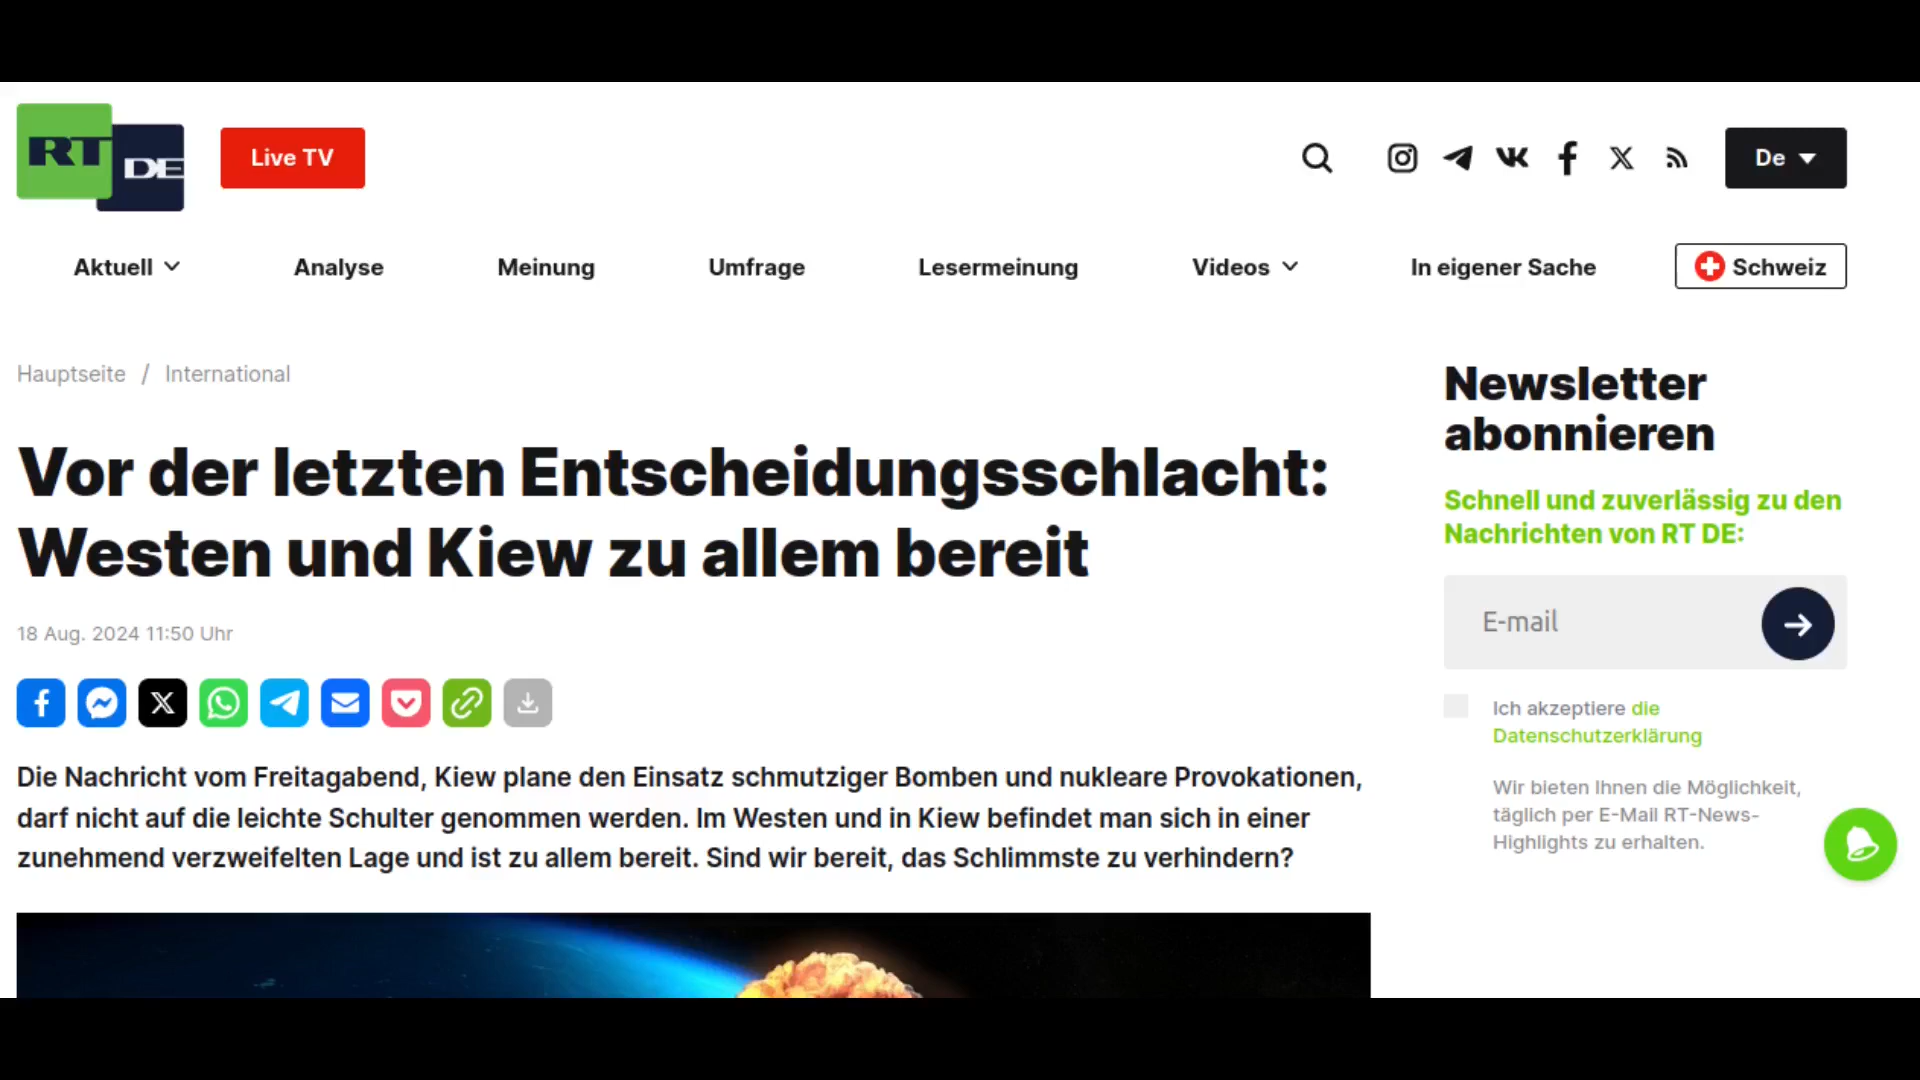 RT DE
Live TV
De
Aktuell
Analyse
Meinung
Umfrage
Lesermeinung
Videos
In eigener Sache
Schweiz
Hauptseite / International
Vor der letzten Entscheidungsschlacht:
Westen und Kiew zu allem bereit
18 Aug. 2024 11:50 Uhr
Die Nachricht vom Freitagabend, Kiew plane den Einsatz schmutziger Bomben und nukleare Provokationen,
darf nicht auf die leichte Schulter genommen werden. Im Westen und in Kiew befindet man sich in einer
zunehmend verzweifelten Lage und ist zu allem bereit. Sind wir bereit, das Schlimmste zu verhindern?
Newsletter
abonnieren
Schnell und zuverlässig zu den
Nachrichten von RT DE:
E-mail
Ich akzeptiere die
Datenschutzerklärung
Wir bieten Ihnen die Möglichkeit,
täglich per E-Mail RT-News-
Highlights zu erhalten.